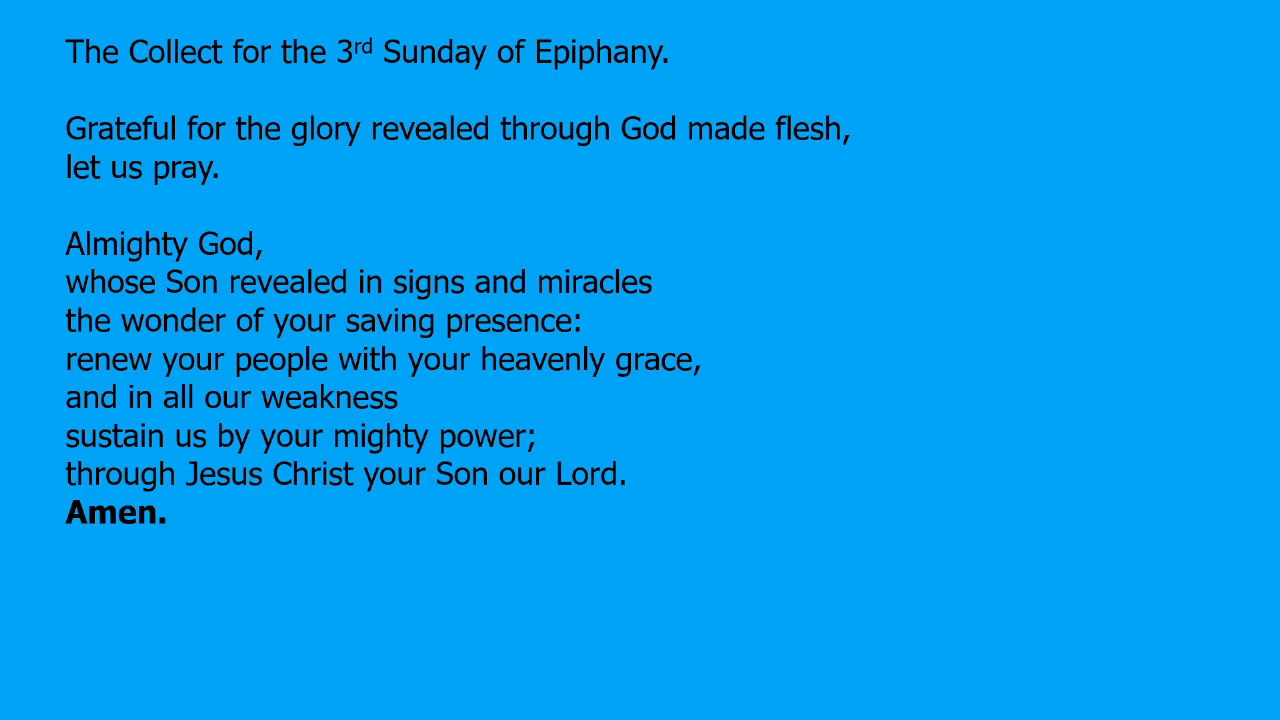 The Collect for the 3rd Sunday of Epiphany.
Grateful for the glory revealed through God made flesh,
let us pray.
Almighty God,
whose Son revealed in signs and miracles
the wonder of your saving presence:
renew your people with your heavenly grace,
and in all our weakness
sustain us by your mighty power;
through Jesus Christ your Son our Lord.
Amen.